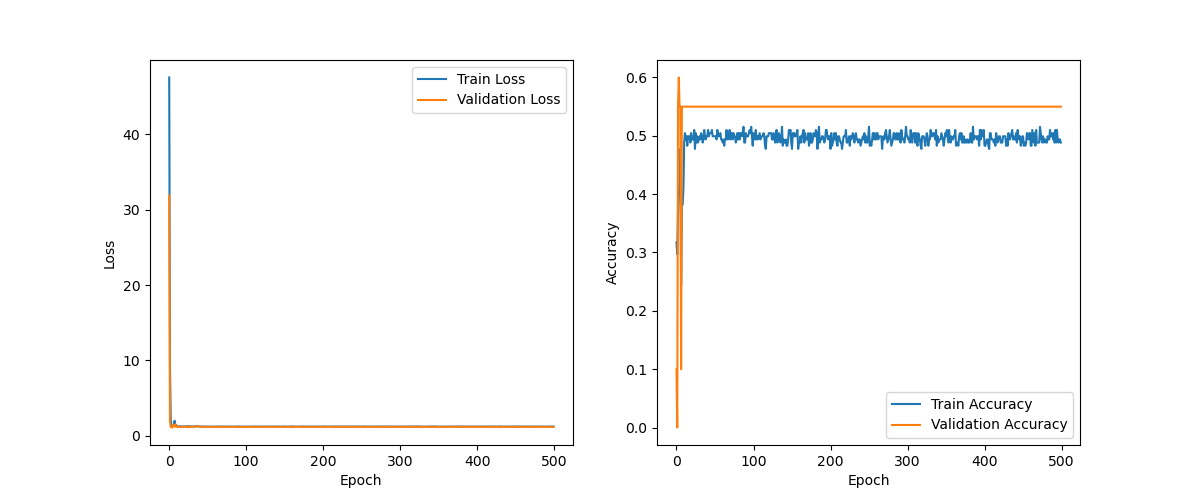 Train Loss
Validation Loss
40
30
20
10
0
0 100 200 300 400 500
Epoch
Loss
0.6
0.5
0.4
0.3
0.2
0.1
0.0
Train Accuracy
Validation Accuracy
0 100 200 300 400 500
Epoch
Accuracy